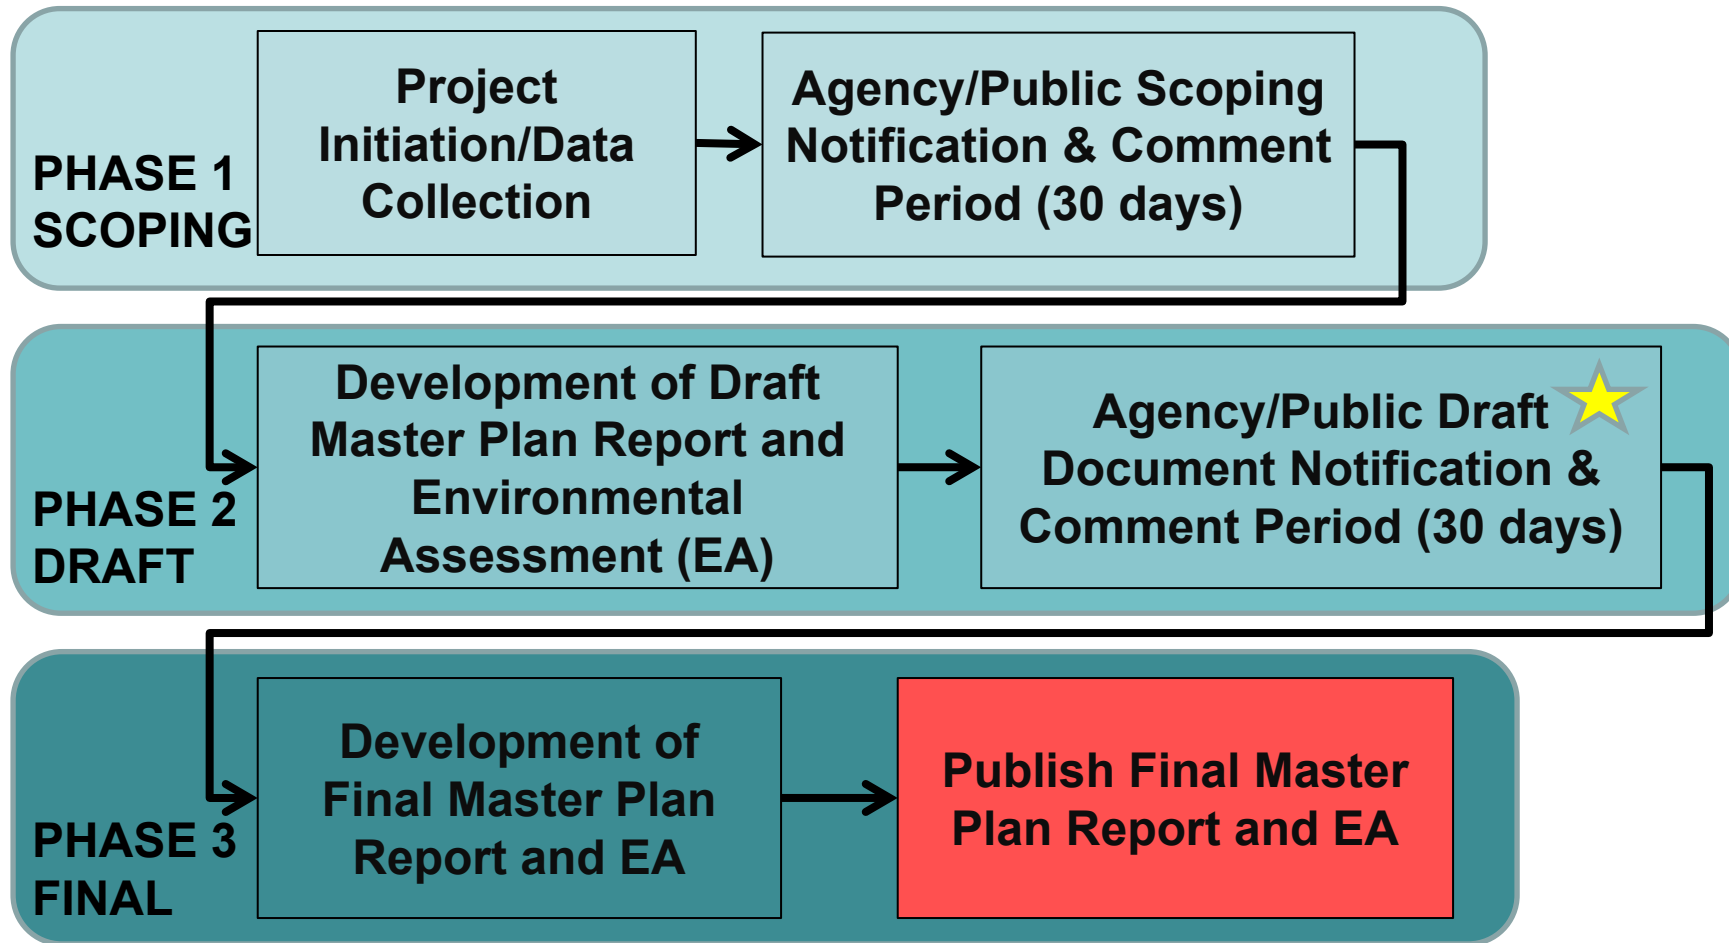 PHASE 1
SCOPING
Project
Initiation/Data
Collection
Agency/Public Scoping
Notification & Comment
Period (30 days)
PHASE 2
DRAFT
Development of Draft
Master Plan Report and
Environmental
Assessment (EA)
Agency/Public Draft
Document Notification &
Comment Period (30 days)
PHASE 3
FINAL
Development of
Final Master Plan
Report and EA
Publish Final Master
Plan Report and EA